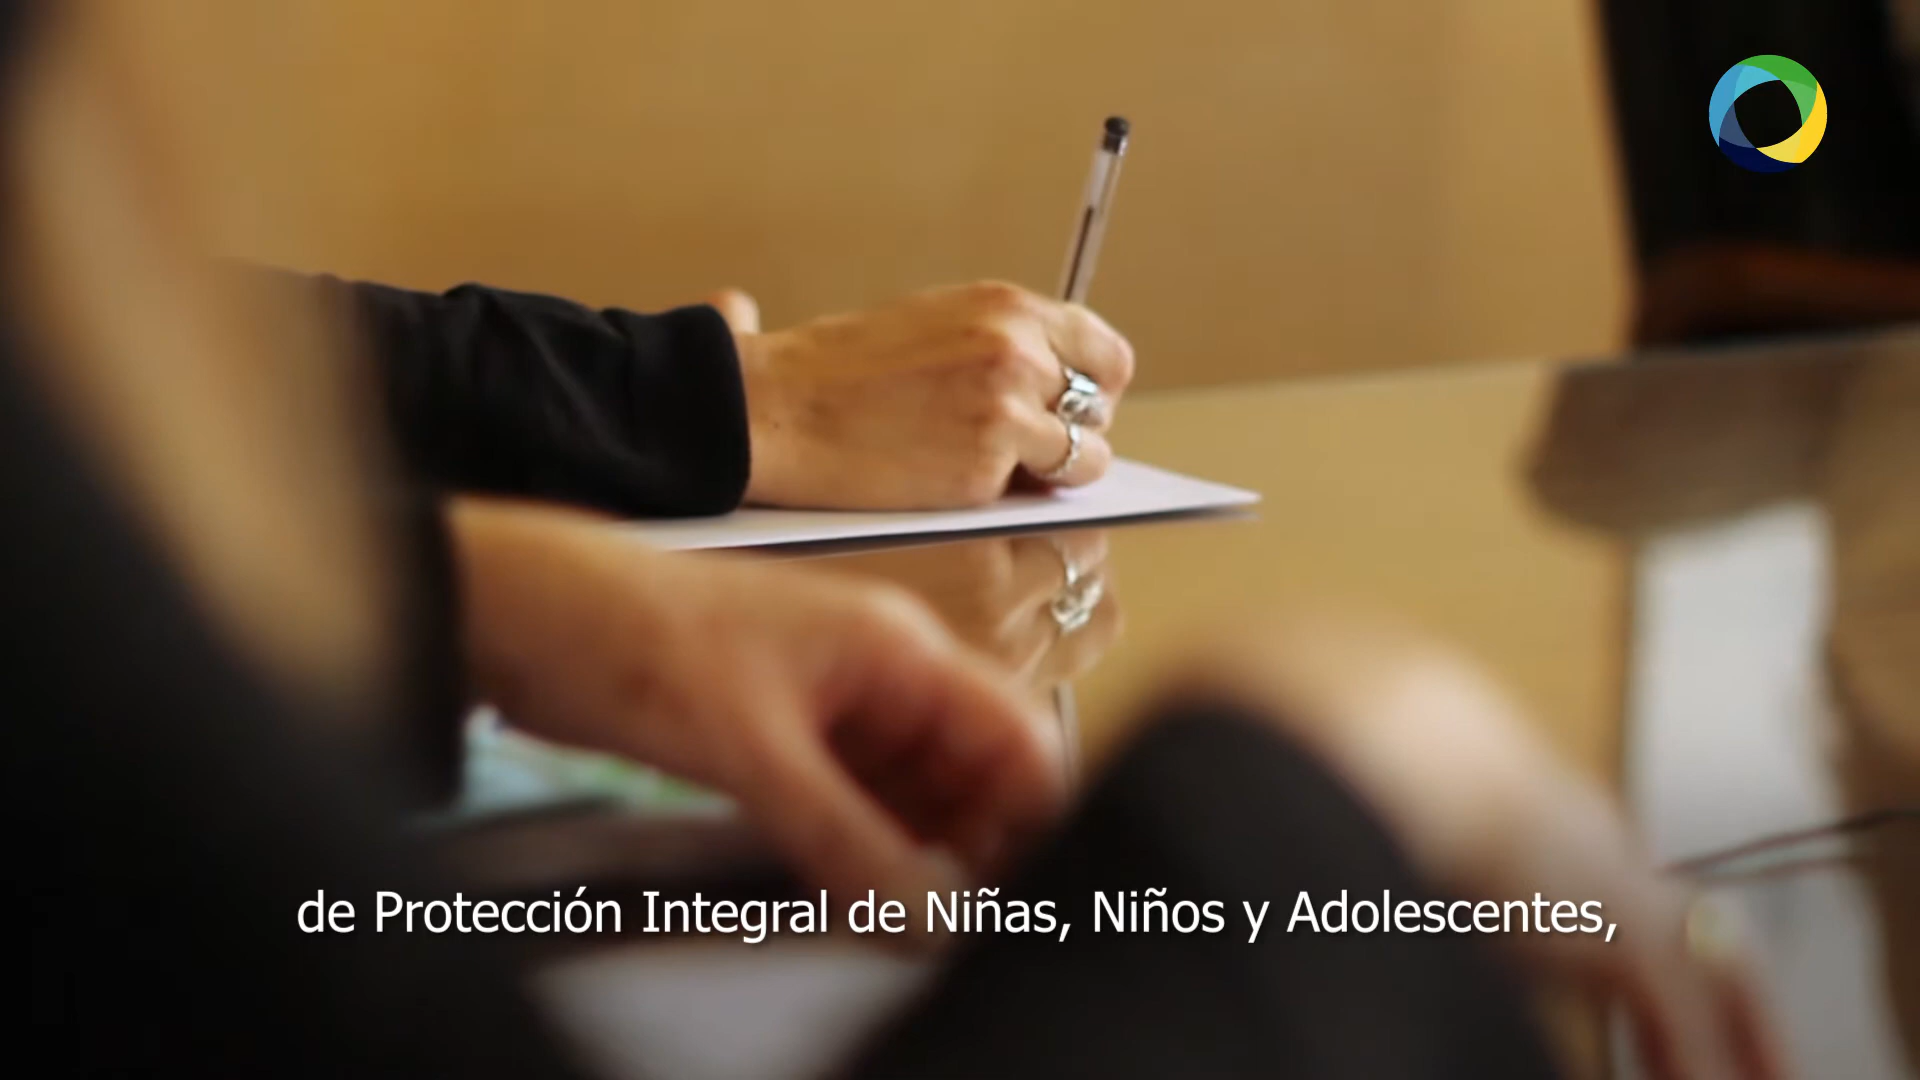 de Protección Integral de Niñas, Niños y Adolescentes,